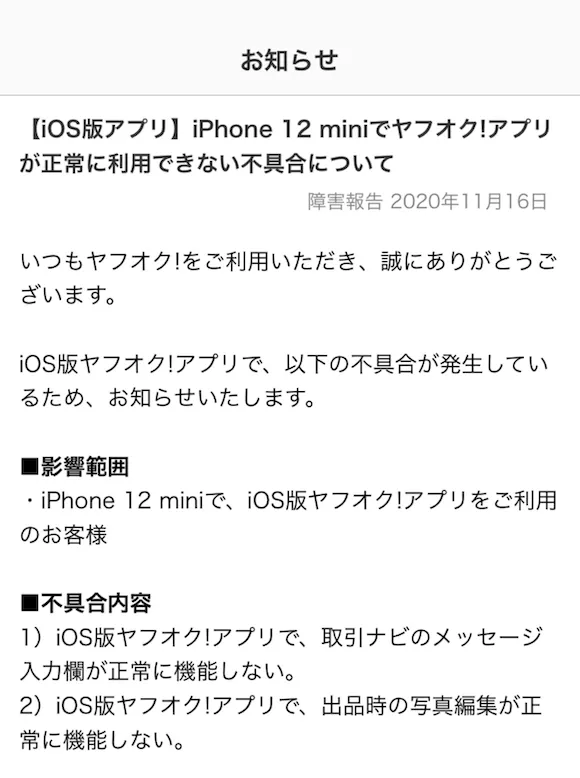 お知らせ
【iOS版アプリ】iPhone 12 miniでヤフオク!アプリ
が正常に利用できない不具合について
障害報告 2020年11月16日
いつもヤフオク!をご利用いただき、誠にありがとうご
ざいます。
iOS版ヤフオク!アプリで、以下の不具合が発生してい
るため、お知らせいたします。
■影響範囲
・iPhone 12 miniで、iOS版ヤフオク!アプリをご利用
のお客様
■不具合内容
1）iOS版ヤフオク!アプリで、取引ナビのメッセージ
入力欄が正常に機能しない。
2）iOS版ヤフオク!アプリで、出品時の写真編集が正
常に機能しない。